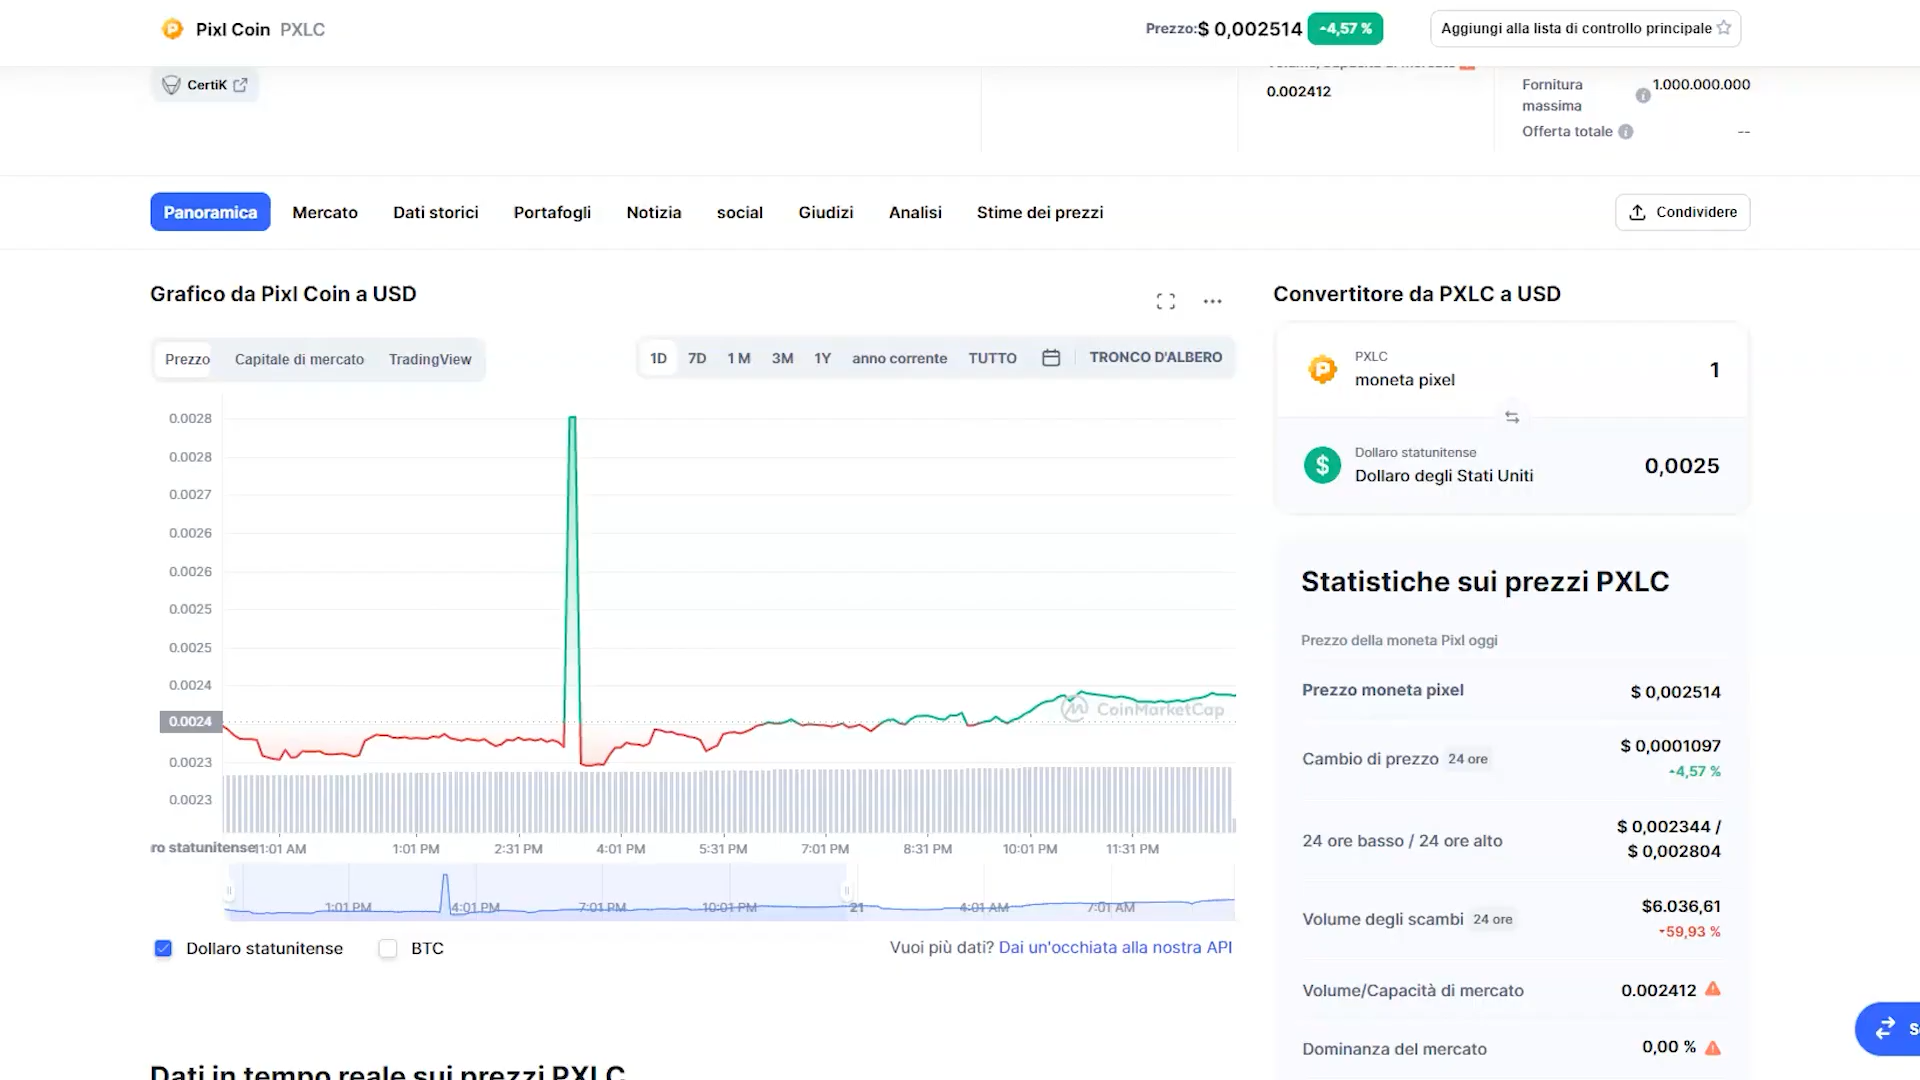 Pixl Coin PXLC
Prezzo:$ 0,002514 4,57 %
Aggiungi alla lista di controllo principale
CertiK
0.002412
Fornitura massima 1.000.000.000
Offerta totale --
Panoramica Mercato Dati storici Portafogli Notizia social Giudizi Analisi Stime dei prezzi
Condividere
Grafico da Pixl Coin a USD
Prezzo Capitale di mercato TradingView
1D 7D 1 M 3M 1Y anno corrente TUTTO TRONCO D'ALBERO
0.0028
0.0028
0.0027
0.0026
0.0026
0.0025
0.0025
0.0024
0.0024
0.0023
0.0023
CoinMarketCap
ro statunitense
11:01 AM 1:01 PM 2:31 PM 4:01 PM 5:31 PM 7:01 PM 8:31 PM 10:01 PM 11:31 PM
1:01 PM 4:01 PM 7:01 PM 10:01 PM 21 4:01 AM 7:01 AM
Dollaro statunitense BTC
Vuoi più dati? Dai un'occhiata alla nostra API
Dati in tempo reale sui prezzi PXLC
Convertitore da PXLC a USD
PXLC
moneta pixel 1
Dollaro statunitense
Dollaro degli Stati Uniti 0,0025
Statistiche sui prezzi PXLC
Prezzo della moneta Pixl oggi
Prezzo moneta pixel $ 0,002514
Cambio di prezzo 24 ore $ 0,0001097
4,57 %
24 ore basso / 24 ore alto $ 0,002344 /
$ 0,002804
Volume degli scambi 24 ore $6.036,61
59,93 %
Volume/Capacità di mercato 0.002412
Dominanza del mercato 0,00 %